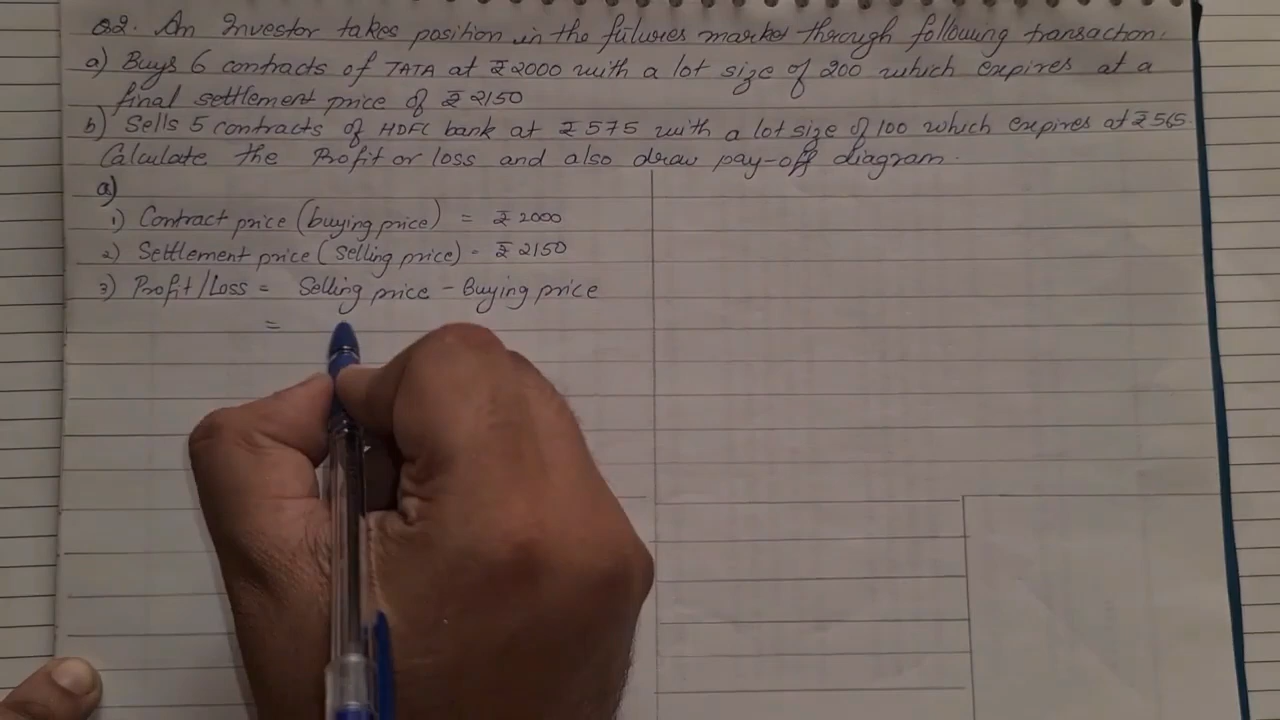 Q2. An Investor takes position in the futures market through following transaction.
a) Buys 6 contracts of TATA at ₹ 2000 with a lot size of 200 which expires at a
final settlement price of ₹ 2150
b) Sells 5 contracts of HDFC bank at ₹ 575 with a lot size of 100 which expires at ₹ 565.
Calculate the Profit or loss and also draw pay-off diagram.
a)
1) Contract price (buying price) = ₹ 2000
2) Settlement price (selling price) - ₹ 2150
3) Profit/Loss = Selling price - Buying price
=